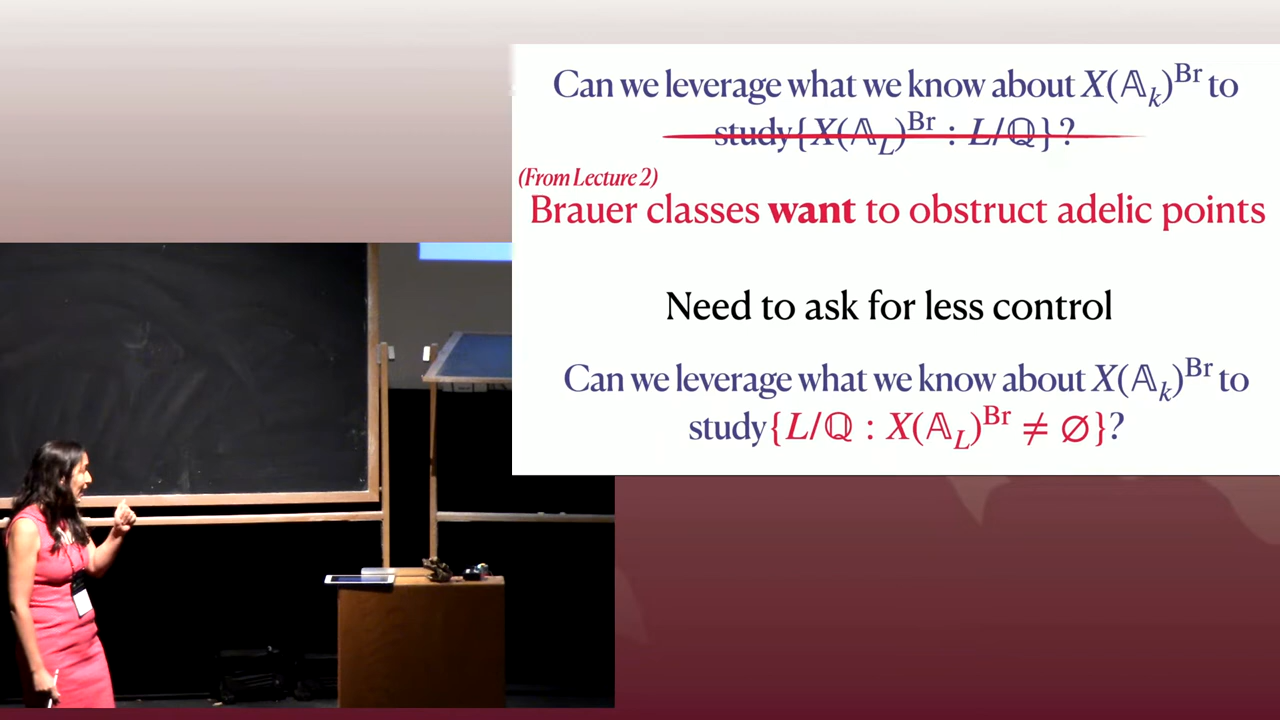 Can we leverage what we know about X(𝔸_k)^Br to
study{X(𝔸_L)^Br : L/ℚ}?
(From Lecture 2)
Brauer classes want to obstruct adelic points
Need to ask for less control
Can we leverage what we know about X(𝔸_k)^Br to
study{L/ℚ : X(𝔸_L)^Br ≠ ∅}?